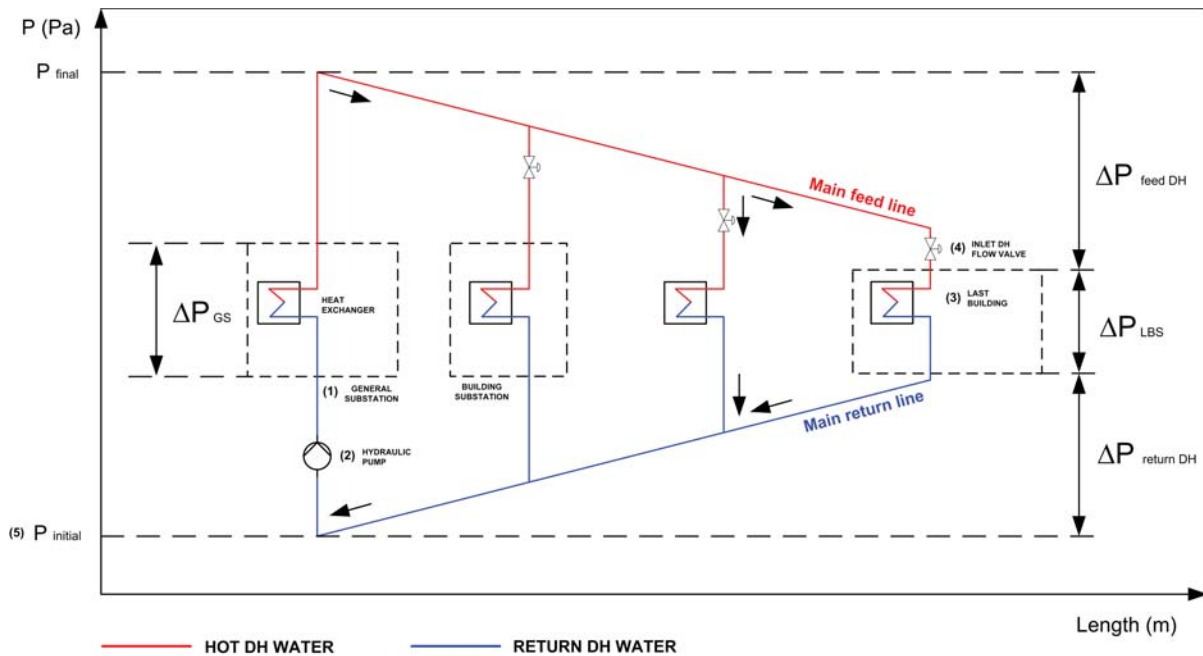 P (Pa)
P final
Main feed line
ΔP feed DH
(4) INLET DH
FLOW VALVE
HEAT
EXCHANGER
(3) LAST
BUILDING
ΔP GS
ΔP LBS
(1) GENERAL
SUBSTATION
BUILDING
SUBSTATION
Main return line
(2) HYDRAULIC
PUMP
ΔP return DH
(5) P initial
Length (m)
HOT DH WATER
RETURN DH WATER